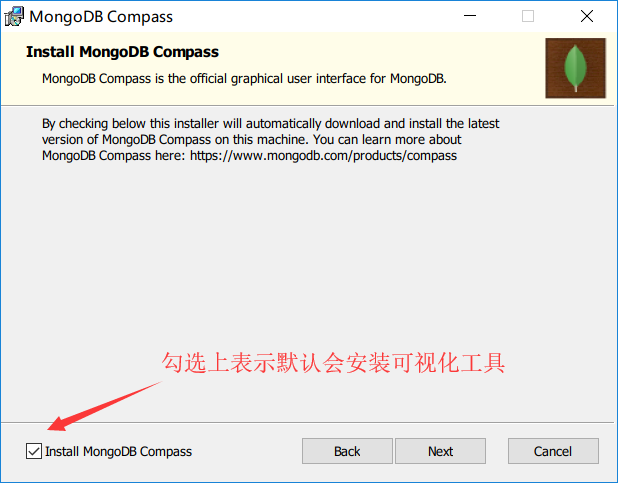 MongoDB Compass
Install MongoDB Compass
MongoDB Compass is the official graphical user interface for MongoDB.
By checking below this installer will automatically download and install the latest
version of MongoDB Compass on this machine. You can learn more about
MongoDB Compass here: https://www.mongodb.com/products/compass
勾选上表示默认会安装可视化工具
Install MongoDB Compass
Back
Next
Cancel